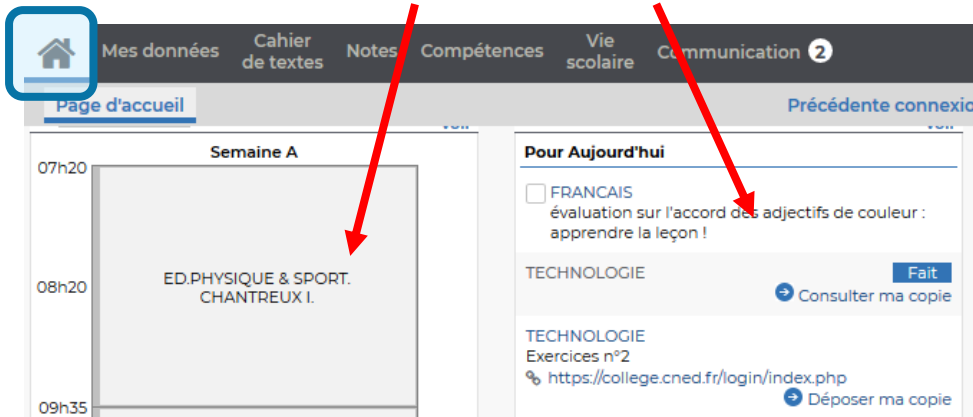 Mes données
Cahier
de textes
Notes
Compétences
Vie
scolaire
Communication 2
Page d'accueil
Précédente connexio
Voir
Voir
Semaine A
07h20
08h20
09h35
ED.PHYSIQUE & SPORT.
CHANTREUX I.
Pour Aujourd'hui
FRANCAIS
évaluation sur l'accord des adjectifs de couleur :
apprendre la leçon !
TECHNOLOGIE
Fait
Consulter ma copie
TECHNOLOGIE
Exercices n°2
https://college.cned.fr/login/index.php
Déposer ma copie